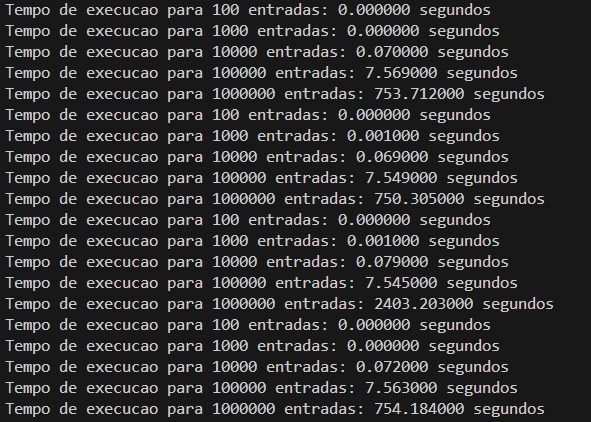 Tempo de execucao para 100 entradas: 0.000000 segundos
Tempo de execucao para 1000 entradas: 0.000000 segundos
Tempo de execucao para 10000 entradas: 0.070000 segundos
Tempo de execucao para 100000 entradas: 7.569000 segundos
Tempo de execucao para 1000000 entradas: 753.712000 segundos
Tempo de execucao para 100 entradas: 0.000000 segundos
Tempo de execucao para 1000 entradas: 0.001000 segundos
Tempo de execucao para 10000 entradas: 0.069000 segundos
Tempo de execucao para 100000 entradas: 7.549000 segundos
Tempo de execucao para 1000000 entradas: 750.305000 segundos
Tempo de execucao para 100 entradas: 0.000000 segundos
Tempo de execucao para 1000 entradas: 0.001000 segundos
Tempo de execucao para 10000 entradas: 0.079000 segundos
Tempo de execucao para 100000 entradas: 7.545000 segundos
Tempo de execucao para 1000000 entradas: 2403.203000 segundos
Tempo de execucao para 100 entradas: 0.000000 segundos
Tempo de execucao para 1000 entradas: 0.000000 segundos
Tempo de execucao para 10000 entradas: 0.072000 segundos
Tempo de execucao para 100000 entradas: 7.563000 segundos
Tempo de execucao para 1000000 entradas: 754.184000 segundos